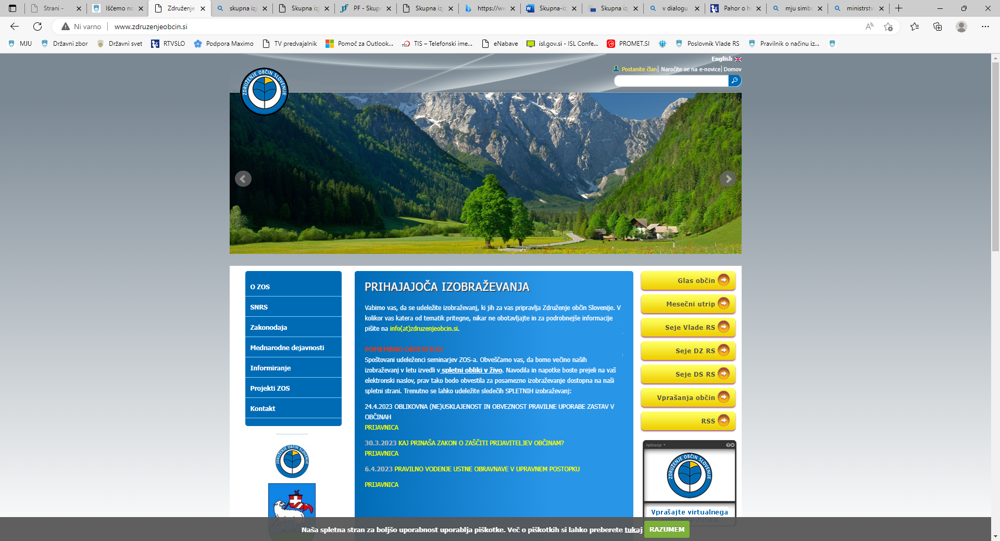 Strani -
Iščemo no
Združenje
skupna izj
Skupna izj
PF - Skupn
Skupna izj
https://ww
Skupna-iz
Skupna iz
v dialogu
Pahor o h
mju simbo
ministrstv
Ni varno
www.zdruzenjeobcin.si
MJU
Državni zbor
Državni svet
RTVSLO
Podpora Maximo
TV predvajalnik
Pomoč za Outlook...
TIS – Telefonski ime...
eNabave
isl.gov.si - ISL Confe...
PROMET.SI
Poslovnik Vlade RS
Pravilnik o načinu iz...
English
Postanite član| Naročite se na e-novice| Domov
ZDRUŽENJE OBČIN SLOVENIJE
O ZOS
SNRS
Zakonodaja
Mednarodne dejavnosti
Informiranje
Projekti ZOS
Kontakt
ZDRUŽENJE OBČIN SLOVENIJE
PRIHAJAJOČA IZOBRAŽEVANJA
Vabimo vas, da se udeležite izobraževanj, ki jih za vas pripravlja Združenje občin Slovenije. V
kolikor vas katera od tematik pritegne, nikar ne obotavljajte in za podrobnejše informacije
pišite na info(at)zdruzenjeobcin.si.
POMEMBNO OBVESTILO!
Spoštovani udeleženci seminarjev ZOS-a. Obveščamo vas, da bomo večino naših
izobraževanj v letu izvedli v spletni obliki v živo. Navodila in napotke boste prejeli na vaš
elektronski naslov, prav tako bodo obvestila za posamezno izobraževanje dostopna na naši
spletni strani. Trenutno se lahko udeležite sledečih SPLETNIH izobraževanj:
24.4.2023 OBLIKOVNA (NE)USKLAJENOST IN OBVEZNOST PRAVILNE UPORABE ZASTAV V
OBČINAH
PRIJAVNICA
30.3.2023 KAJ PRINAŠA ZAKON O ZAŠČITI PRIJAVITELJEV OBČINAM?
PRIJAVNICA
6.4.2023 PRAVILNO VODENJE USTNE OBRAVNAVE V UPRAVNEM POSTOPKU
PRIJAVNICA
Glas občin
Mesečni utrip
Seje Vlade RS
Seje DZ RS
Seje DS RS
Vprašanja občin
RSS
Aplikacije
ZDRUŽENJE OBČIN SLOVENIJE
Vprašajte virtualnega
Naša spletna stran za boljšo uporabnost uporablja piškotke. Več o piškotkih si lahko preberete tukaj RAZUMEM